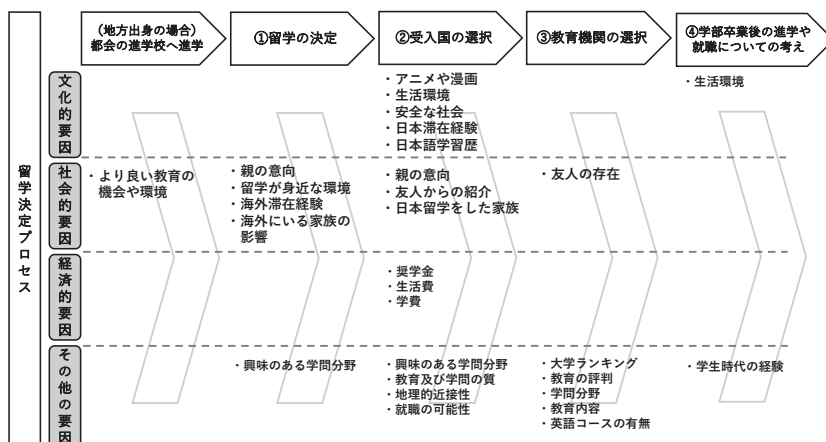 （地方出身の場合）
都会の進学校へ進学
①留学の決定
②受入国の選択
③教育機関の選択
④学部卒業後の進学や
就職についての考え
留学決定プロセス
文化的要因
・アニメや漫画
・生活環境
・安全な社会
・日本滞在経験
・日本語学習歴
・生活環境
社会的要因
・より良い教育の
機会や環境
・親の意向
・留学が身近な環境
・海外滞在経験
・海外にいる家族の
影響
・親の意向
・友人からの紹介
・日本留学をした家族
・友人の存在
経済的要因
・奨学金
・生活費
・学費
その他の要因
・興味のある学問分野
・興味のある学問分野
・教育及び学問の質
・地理的近接性
・就職の可能性
・大学ランキング
・教育の評判
・学問分野
・教育内容
・英語コースの有無
・学生時代の経験